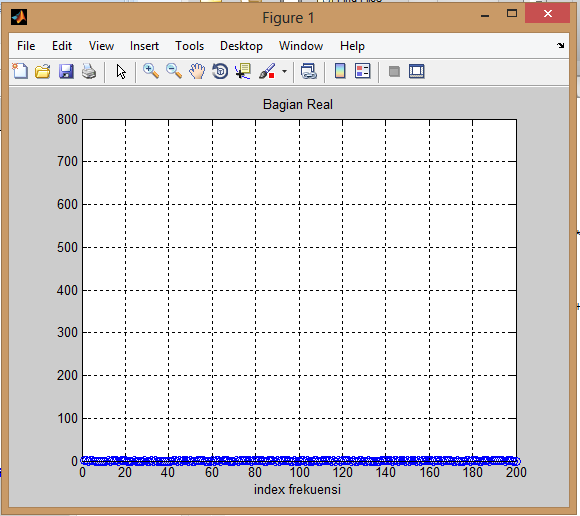 Figure 1
File Edit View Insert Tools Desktop Window Help
Bagian Real
800
700
600
500
400
300
200
100
0
0 20 40 60 80 100 120 140 160 180 200
index frekuensi